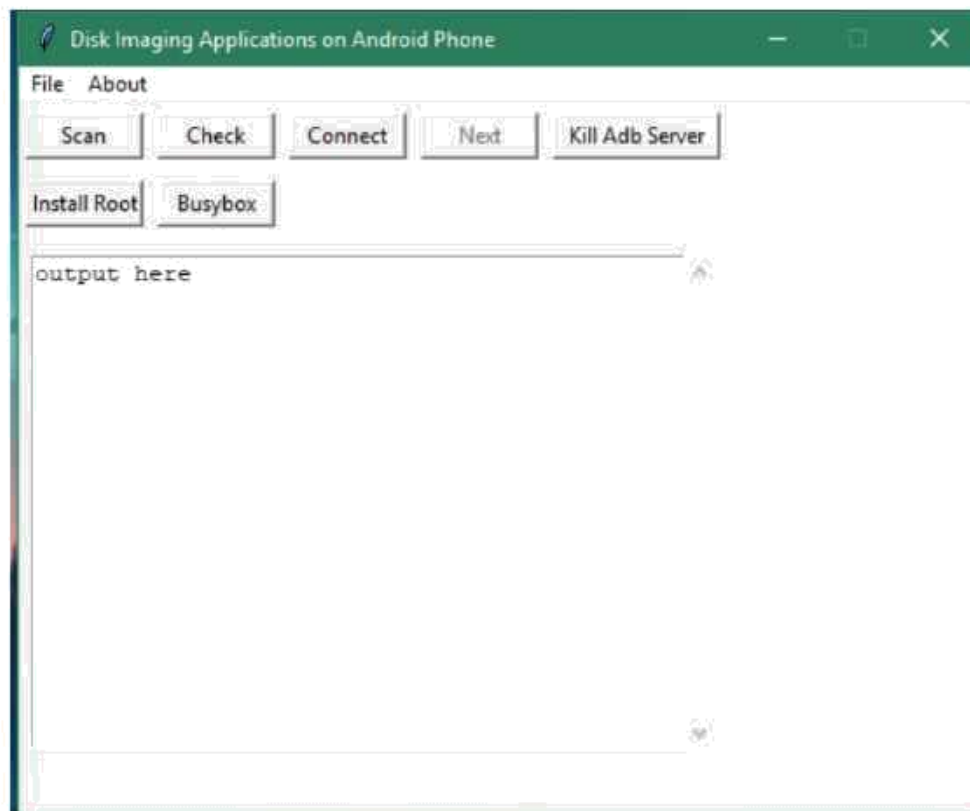 Disk Imaging Applications on Android Phone
File About
Scan Check Connect Next Kill Adb Server
Install Root Busybox
output here